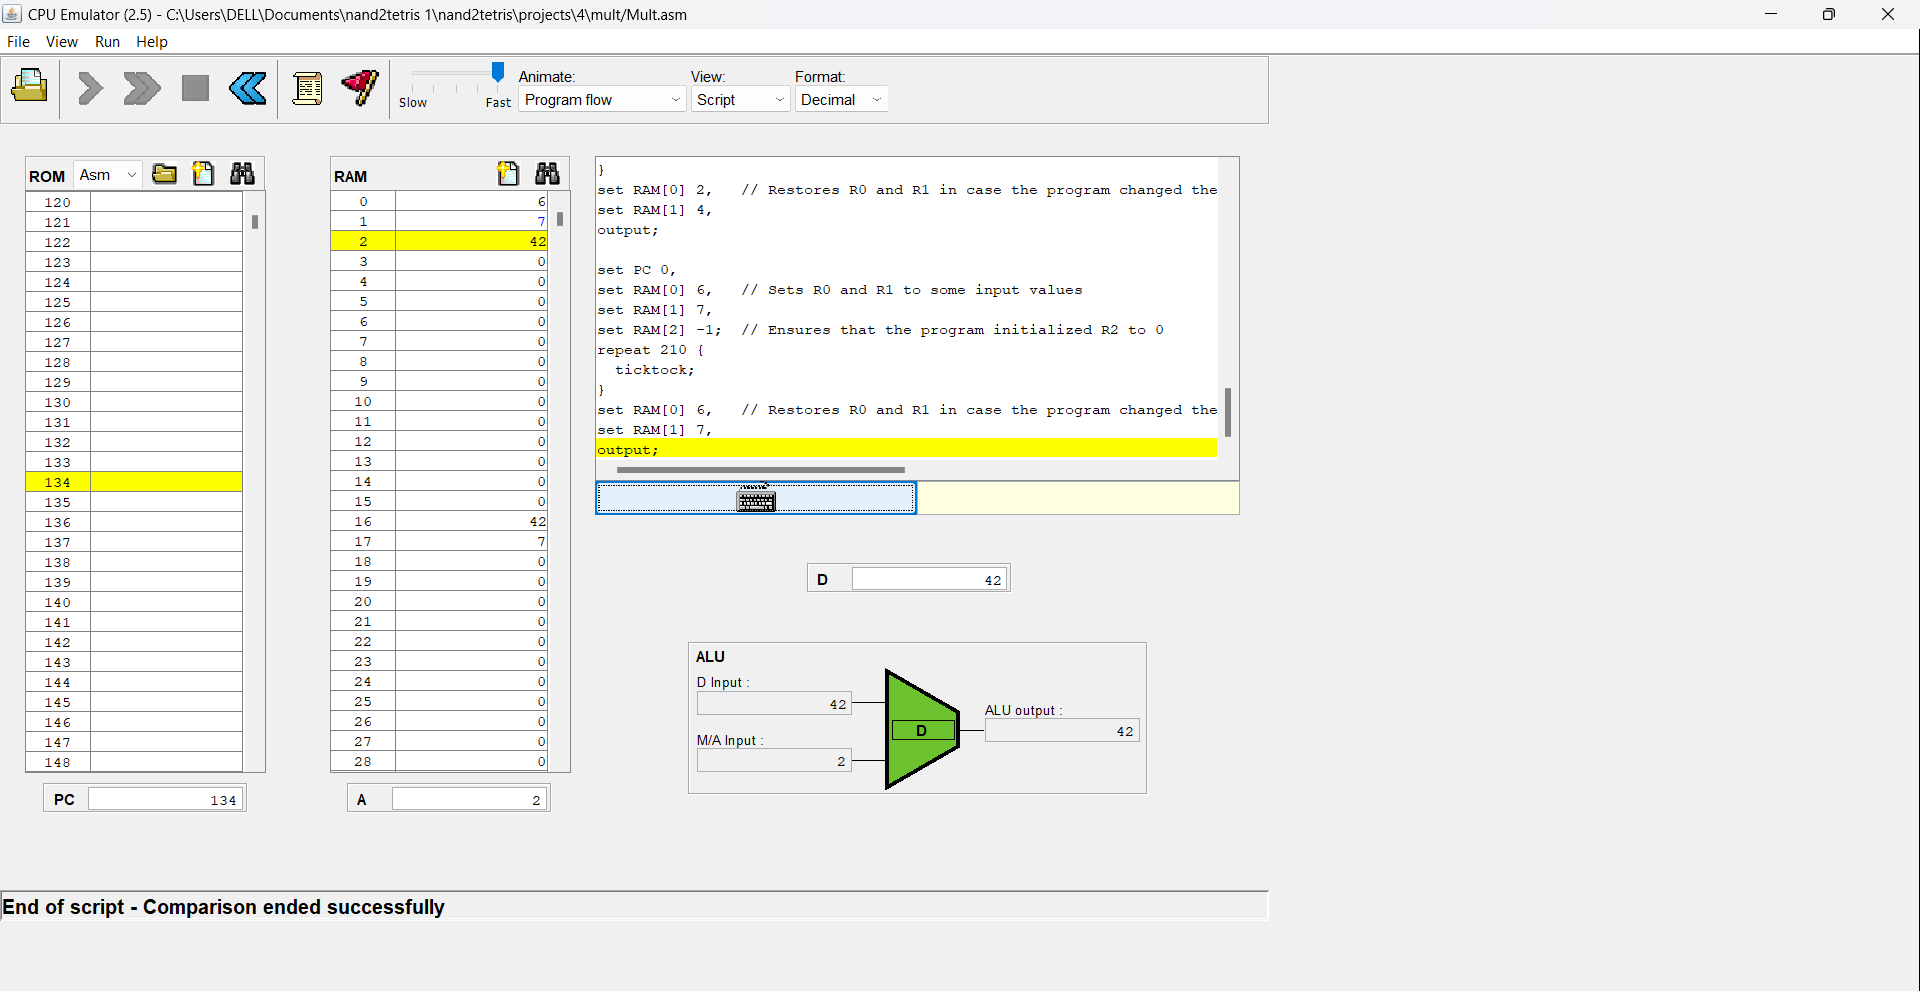 CPU Emulator (2.5) - C:\Users\DELL\Documents\nand2tetris 1\nand2tetris\projects\4\mult/Mult.asm
File View Run Help
Slow Fast
Animate: View: Format:
Program flow Script Decimal
ROM Asm
120
121
122
123
124
125
126
127
128
129
130
131
132
133
134
135
136
137
138
139
140
141
142
143
144
145
146
147
148
PC 134
RAM
0 6
1 7
2 42
3 0
4 0
5 0
6 0
7 0
8 0
9 0
10 0
11 0
12 0
13 0
14 0
15 0
16 42
17 7
18 0
19 0
20 0
21 0
22 0
23 0
24 0
25 0
26 0
27 0
28 0
A 2
}
set RAM[0] 2, // Restores R0 and R1 in case the program changed the
set RAM[1] 4,
output;
set PC 0,
set RAM[0] 6, // Sets R0 and R1 to some input values
set RAM[1] 7,
set RAM[2] -1; // Ensures that the program initialized R2 to 0
repeat 210 {
ticktock;
}
set RAM[0] 6, // Restores R0 and R1 in case the program changed the
set RAM[1] 7,
output;
D 42
ALU
D Input :
42
M/A Input :
2
D
ALU output :
42
End of script - Comparison ended successfully